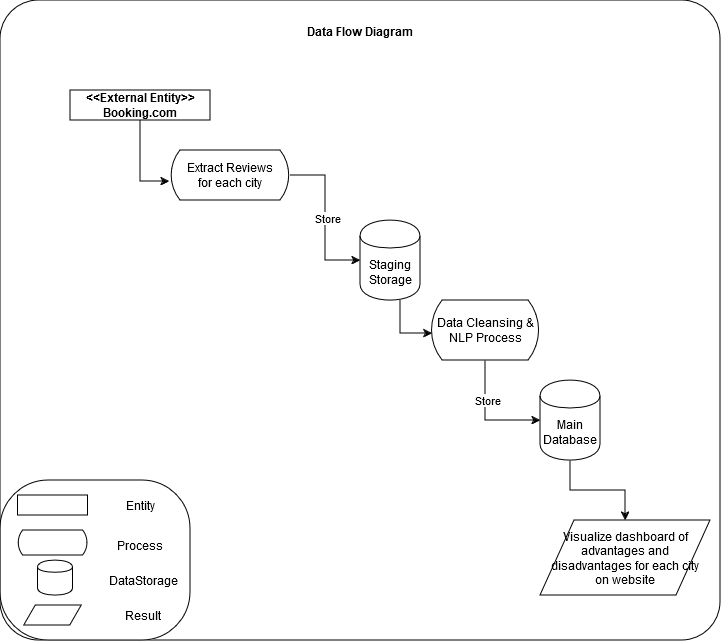 Data Flow Diagram
<<External Entity>>
Booking.com
Extract Reviews
for each city
Store
Staging
Storage
Data Cleansing &
NLP Process
Store
Main
Database
Visualize dashboard of
advantages and
disadvantages for each city
on website
Entity
Process
DataStorage
Result